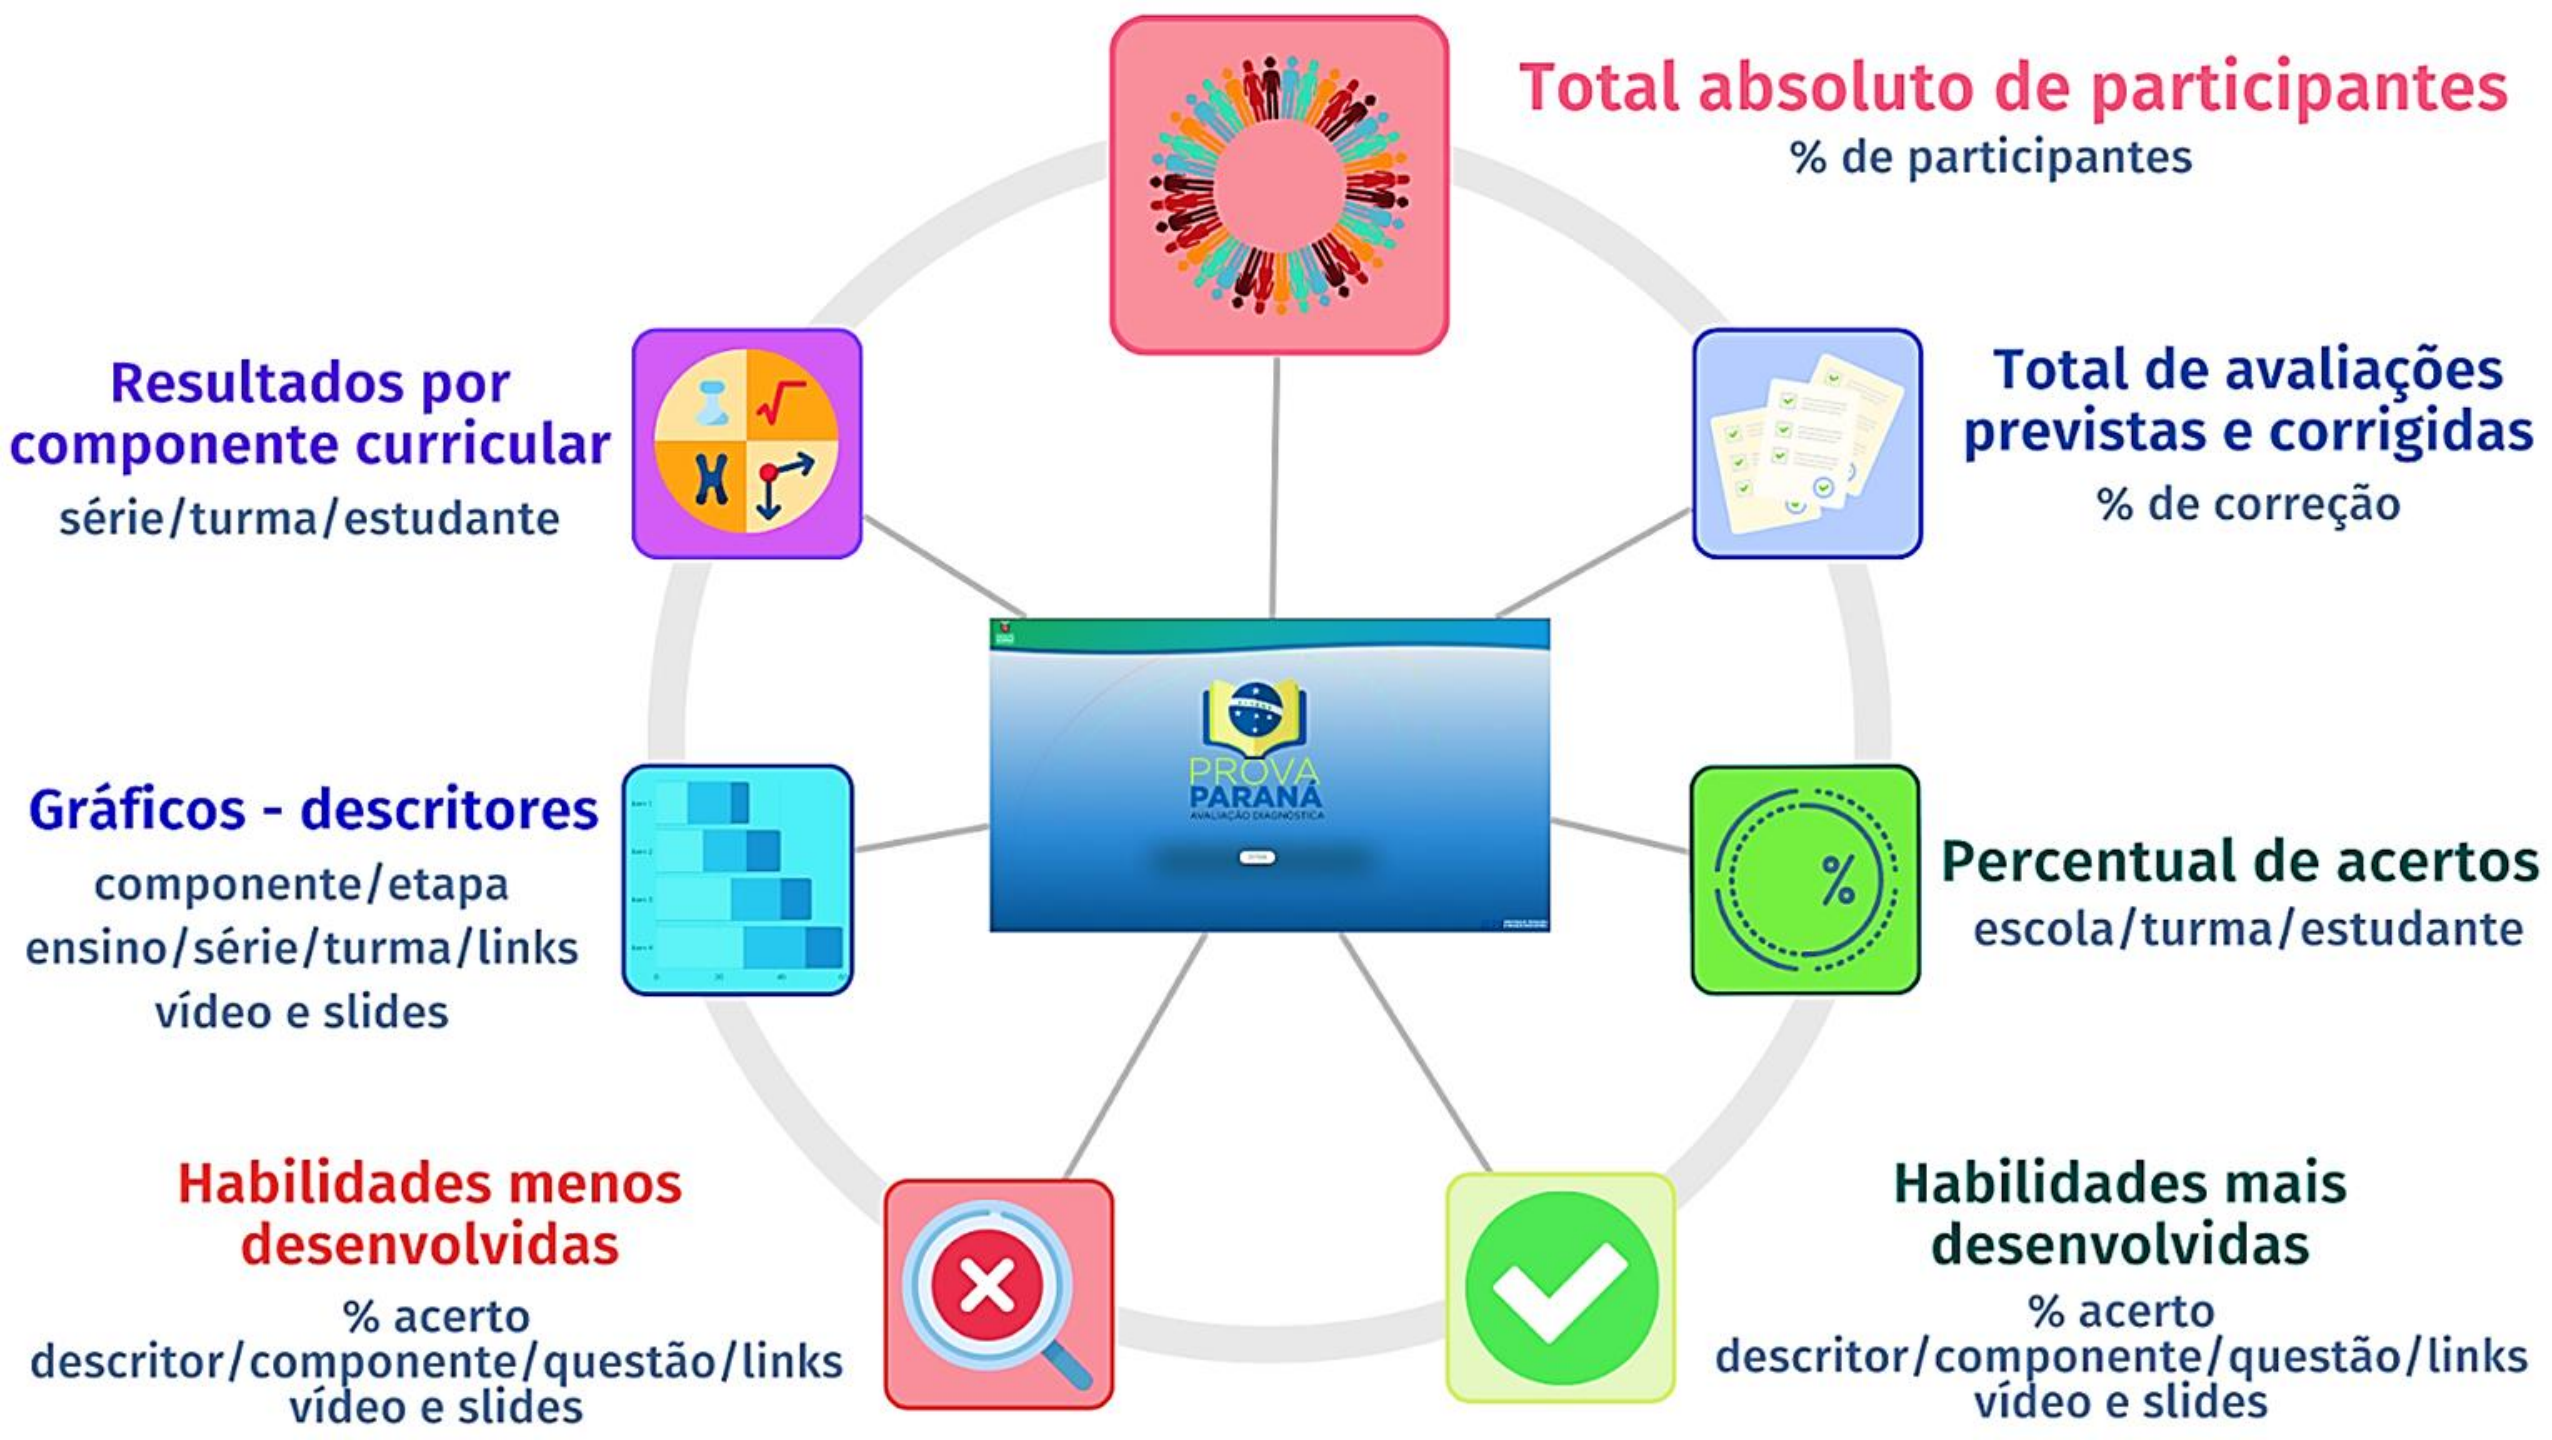 Total absoluto de participantes
% de participantes
Resultados por
componente curricular
série/turma/estudante
Total de avaliações
previstas e corrigidas
% de correção
PROVA
PARANÁ
AVALIAÇÃO DIAGNÓSTICA
Gráficos - descritores
componente/etapa
ensino/série/turma/links
vídeo e slides
%
Percentual de acertos
escola/turma/estudante
Habilidades menos
desenvolvidas
% acerto
descritor/componente/questão/links
vídeo e slides
Habilidades mais
desenvolvidas
% acerto
descritor/componente/questão/links
vídeo e slides